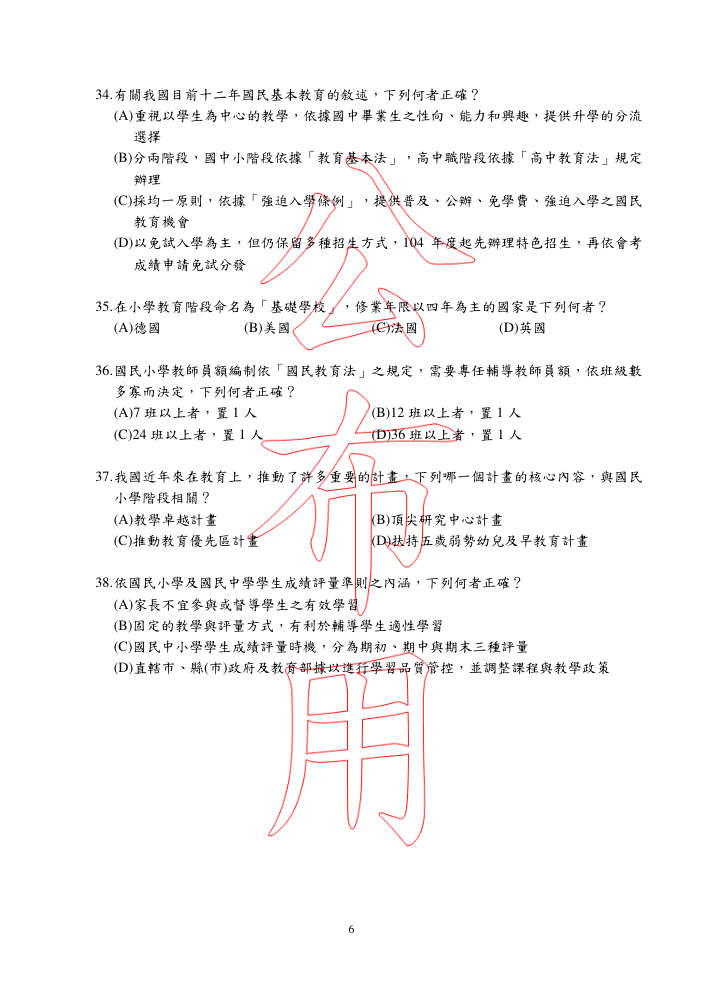 34.有關我國目前十二年國民基本教育的敘述，下列何者正確？
(A)重視以學生為中心的教學，依據國中畢業生之性向、能力和興趣，提供升學的分流
選擇
(B)分兩階段，國中小階段依據「教育基本法」，高中職階段依據「高中教育法」規定
辦理
(C)採均一原則，依據「強迫入學條例」，提供普及、公辦、免學費、強迫入學之國民
教育機會
(D)以免試入學為主，但仍保留多種招生方式，104 年度起先辦理特色招生，再依會考
成績申請免試分發
35.在小學教育階段命名為「基礎學校」，修業年限以四年為主的國家是下列何者？
(A)德國 (B)美國 (C)法國 (D)英國
36.國民小學教師員額編制依「國民教育法」之規定，需要專任輔導教師員額，依班級數
多寡而決定，下列何者正確？
(A)7 班以上者，置 1 人 (B)12 班以上者，置 1 人
(C)24 班以上者，置 1 人 (D)36 班以上者，置 1 人
37.我國近年來在教育上，推動了許多重要的計畫，下列哪一個計畫的核心內容，與國民
小學階段相關？
(A)教學卓越計畫 (B)頂尖研究中心計畫
(C)推動教育優先區計畫 (D)扶持五歲弱勢幼兒及早教育計畫
38.依國民小學及國民中學學生成績評量準則之內涵，下列何者正確？
(A)家長不宜參與或督導學生之有效學習
(B)固定的教學與評量方式，有利於輔導學生適性學習
(C)國民中小學學生成績評量時機，分為期初、期中與期末三種評量
(D)直轄市、縣(市)政府及教育部據以進行學習品質管控，並調整課程與教學政策
公
布
用
6